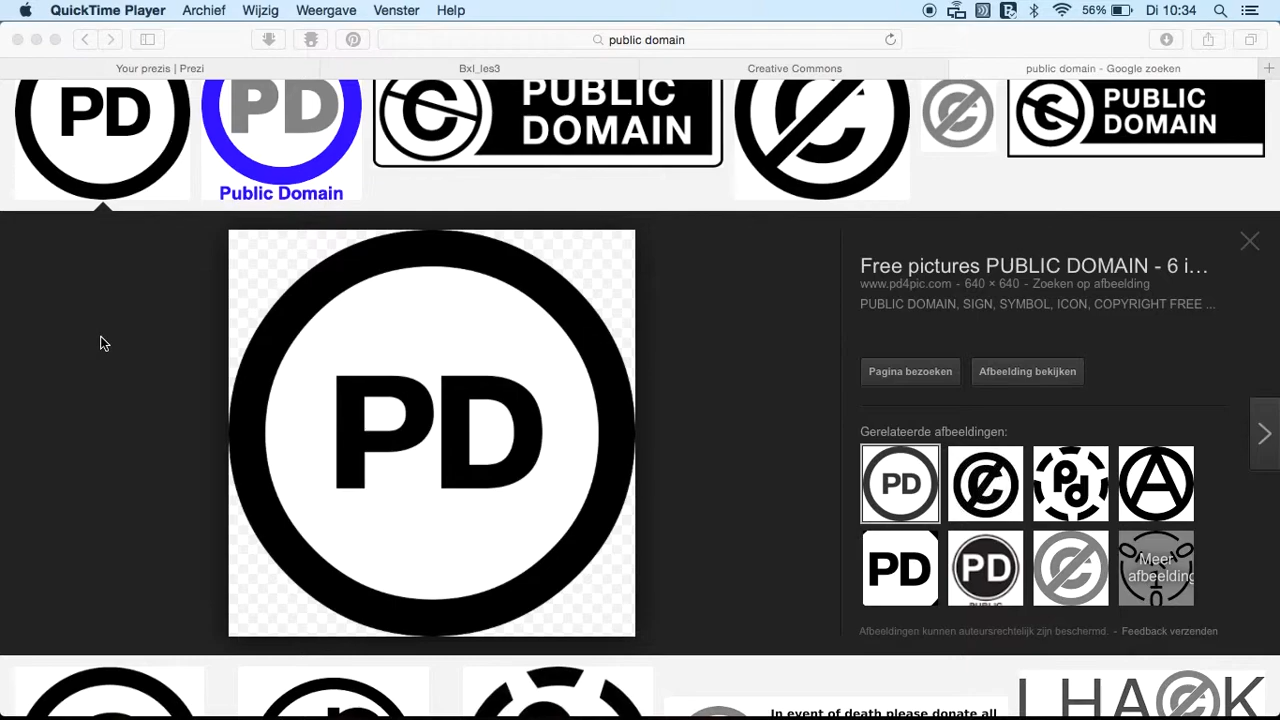 QuickTime Player Archief Wijzig Weergave Venster Help 56% Di 10:34
public domain
Your prezis | Prezi Bxl_les3 Creative Commons public domain - Google zoeken
PD PD PUBLIC DOMAIN PUBLIC DOMAIN
Public Domain
PD
Free pictures PUBLIC DOMAIN - 6 i...
www.pd4pic.com - 640 × 640 - Zoeken op afbeelding
PUBLIC DOMAIN, SIGN, SYMBOL, ICON, COPYRIGHT FREE ...
Pagina bezoeken Afbeelding bekijken
Gerelateerde afbeeldingen:
PD pd
PD PD PUBLIC Meer
afbeelding
Afbeeldingen kunnen auteursrechtelijk zijn beschermd. - Feedback verzenden
In event of death please donate all